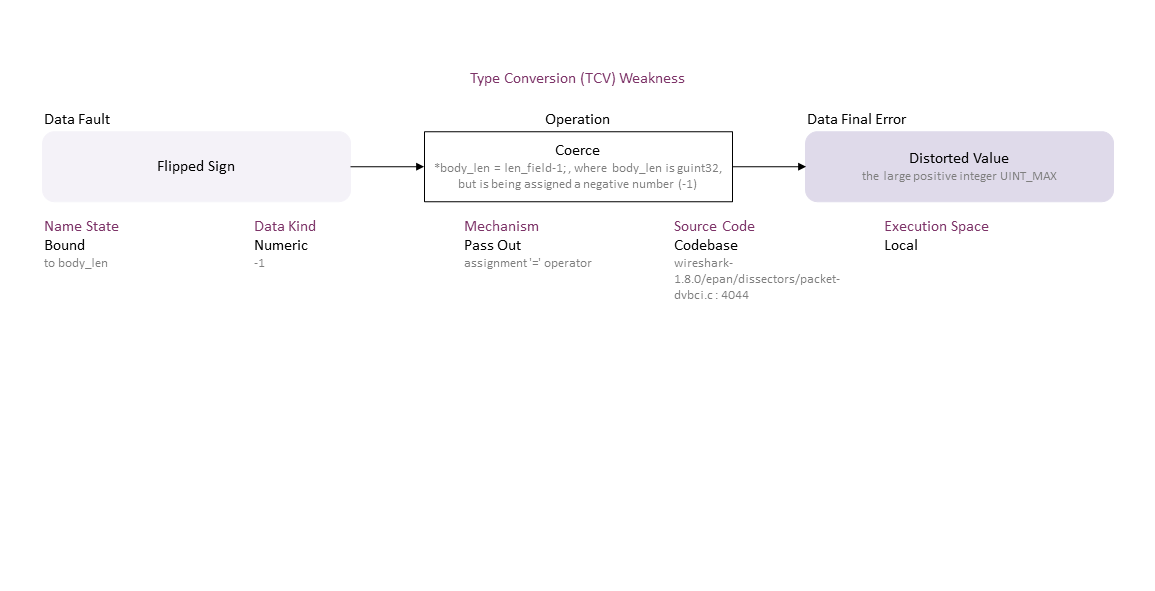 Type Conversion (TCV) Weakness
Data Fault
Operation
Data Final Error
Flipped Sign
Coerce
*body_len = len_field-1; , where body_len is guint32,
but is being assigned a negative number (-1)
Distorted Value
the large positive integer UINT_MAX
Name State
Bound
to body_len
Data Kind
Numeric
-1
Mechanism
Pass Out
assignment '=' operator
Source Code
Codebase
wireshark-
1.8.0/epan/dissectors/packet-
dvbci.c : 4044
Execution Space
Local